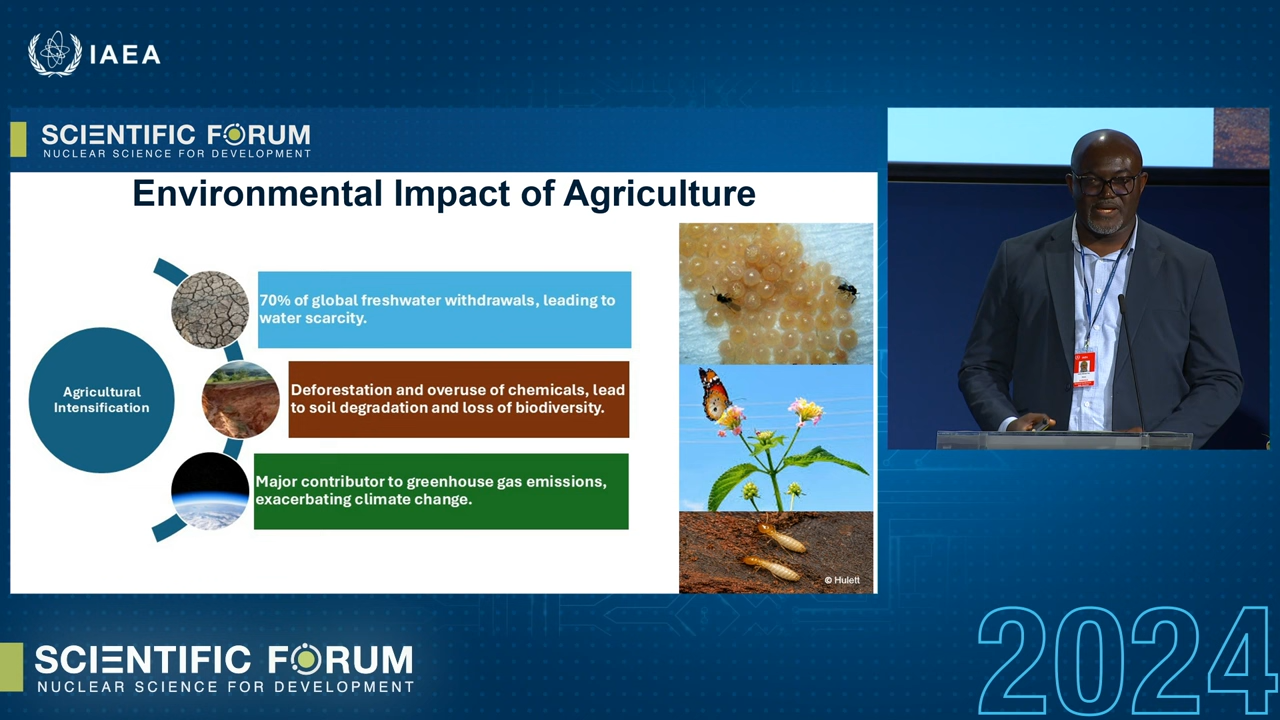 IAEA
SCIENTIFIC FORUM
NUCLEAR SCIENCE FOR DEVELOPMENT
Environmental Impact of Agriculture
Agricultural
Intensification
70% of global freshwater withdrawals, leading to
water scarcity.
Deforestation and overuse of chemicals, lead
to soil degradation and loss of biodiversity.
Major contributor to greenhouse gas emissions,
exacerbating climate change.
© Hulett
SCIENTIFIC FORUM
NUCLEAR SCIENCE FOR DEVELOPMENT
2024